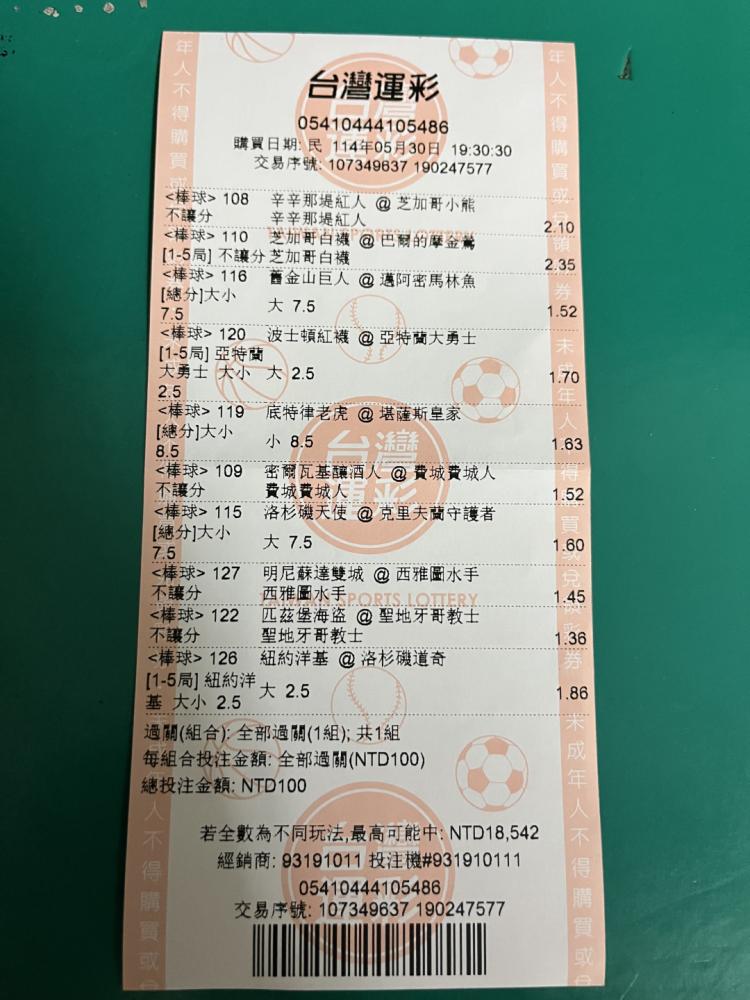 台灣運彩
05410444105486
購買日期: 民 114年05月30日 19:30:30
交易序號: 107349637 190247577
<棒球> 108 辛辛那堤紅人 @ 芝加哥小熊
不讓分 辛辛那堤紅人 2.10
<棒球> 110 芝加哥白襪 @ 巴爾的摩金鶯
[1-5局] 不讓分 芝加哥白襪 2.35
<棒球> 116 舊金山巨人 @ 邁阿密馬林魚
[總分]大小
7.5 大 7.5 1.52
<棒球> 120 波士頓紅襪 @ 亞特蘭大勇士
[1-5局] 亞特蘭
大勇士 大小 大 2.5 1.70
2.5
<棒球> 119 底特律老虎 @ 堪薩斯皇家
[總分]大小
8.5 小 8.5 1.63
<棒球> 109 密爾瓦基釀酒人 @ 費城費城人
不讓分 費城費城人 1.52
<棒球> 115 洛杉磯天使 @ 克里夫蘭守護者
[總分]大小
7.5 大 7.5 1.60
<棒球> 127 明尼蘇達雙城 @ 西雅圖水手
不讓分 西雅圖水手 1.45
<棒球> 122 匹茲堡海盜 @ 聖地牙哥教士
不讓分 聖地牙哥教士 1.36
<棒球> 126 紐約洋基 @ 洛杉磯道奇
[1-5局] 紐約洋
基 大小 2.5 大 2.5 1.86
過關(組合): 全部過關(1組); 共1組
每組合投注金額: 全部過關(NTD100)
總投注金額: NTD100
若全數為不同玩法,最高可能中: NTD18,542
經銷商: 93191011 投注機#931910111
05410444105486
交易序號: 107349637 190247577